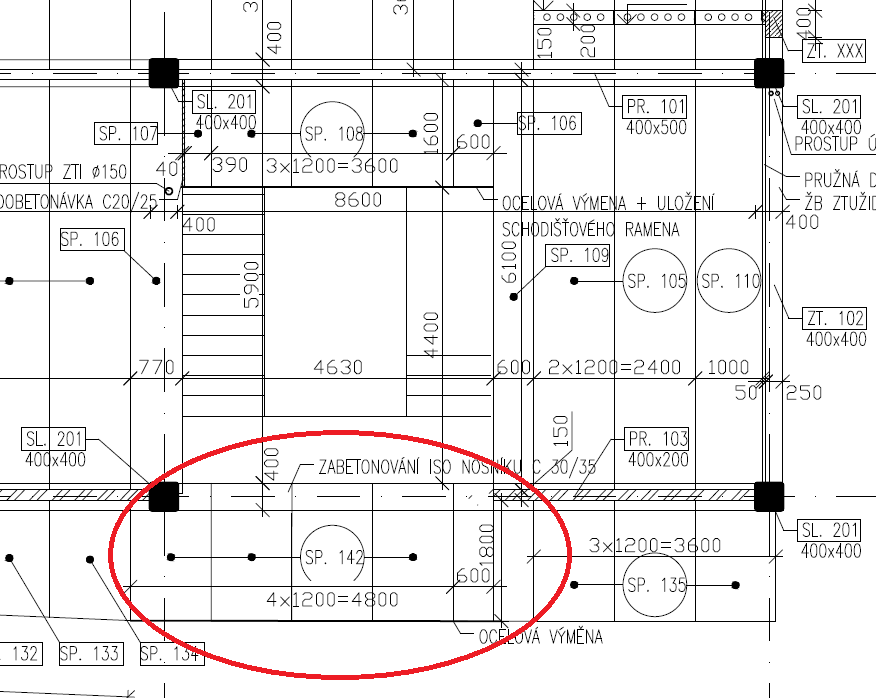 400
150
200
400
ZT. XXX
SL. 201
400x400
PR. 101
400x500
SL. 201
400x400
SP. 107
SP. 108
1600
600
SP. 106
PROSTUP
40
390
3x1200=3600
ROSTUP ZTI ø150
PRUŽNÁ
DOBETONÁVKA C20/25
8600
OCELOVÁ VÝMENA + ULOŽENÍ
ŽB
400
400
SCHODIŠŤOVÉHO RAMENA
SP. 106
5900
6100
SP. 109
SP. 105
SP. 110
4400
ZT. 102
400x400
770
4630
600
2x1200=2400
1000
50
250
SL. 201
400x400
400
ZABETONOVÁNÍ ISO NOSNÍKU C 30/35
150
PR. 103
400x200
SP. 142
1800
600
4x1200=4800
3x1200=3600
SP. 135
SL. 201
400x400
132
SP. 133
SP. 134
OCELOVÁ VÝMĚNA